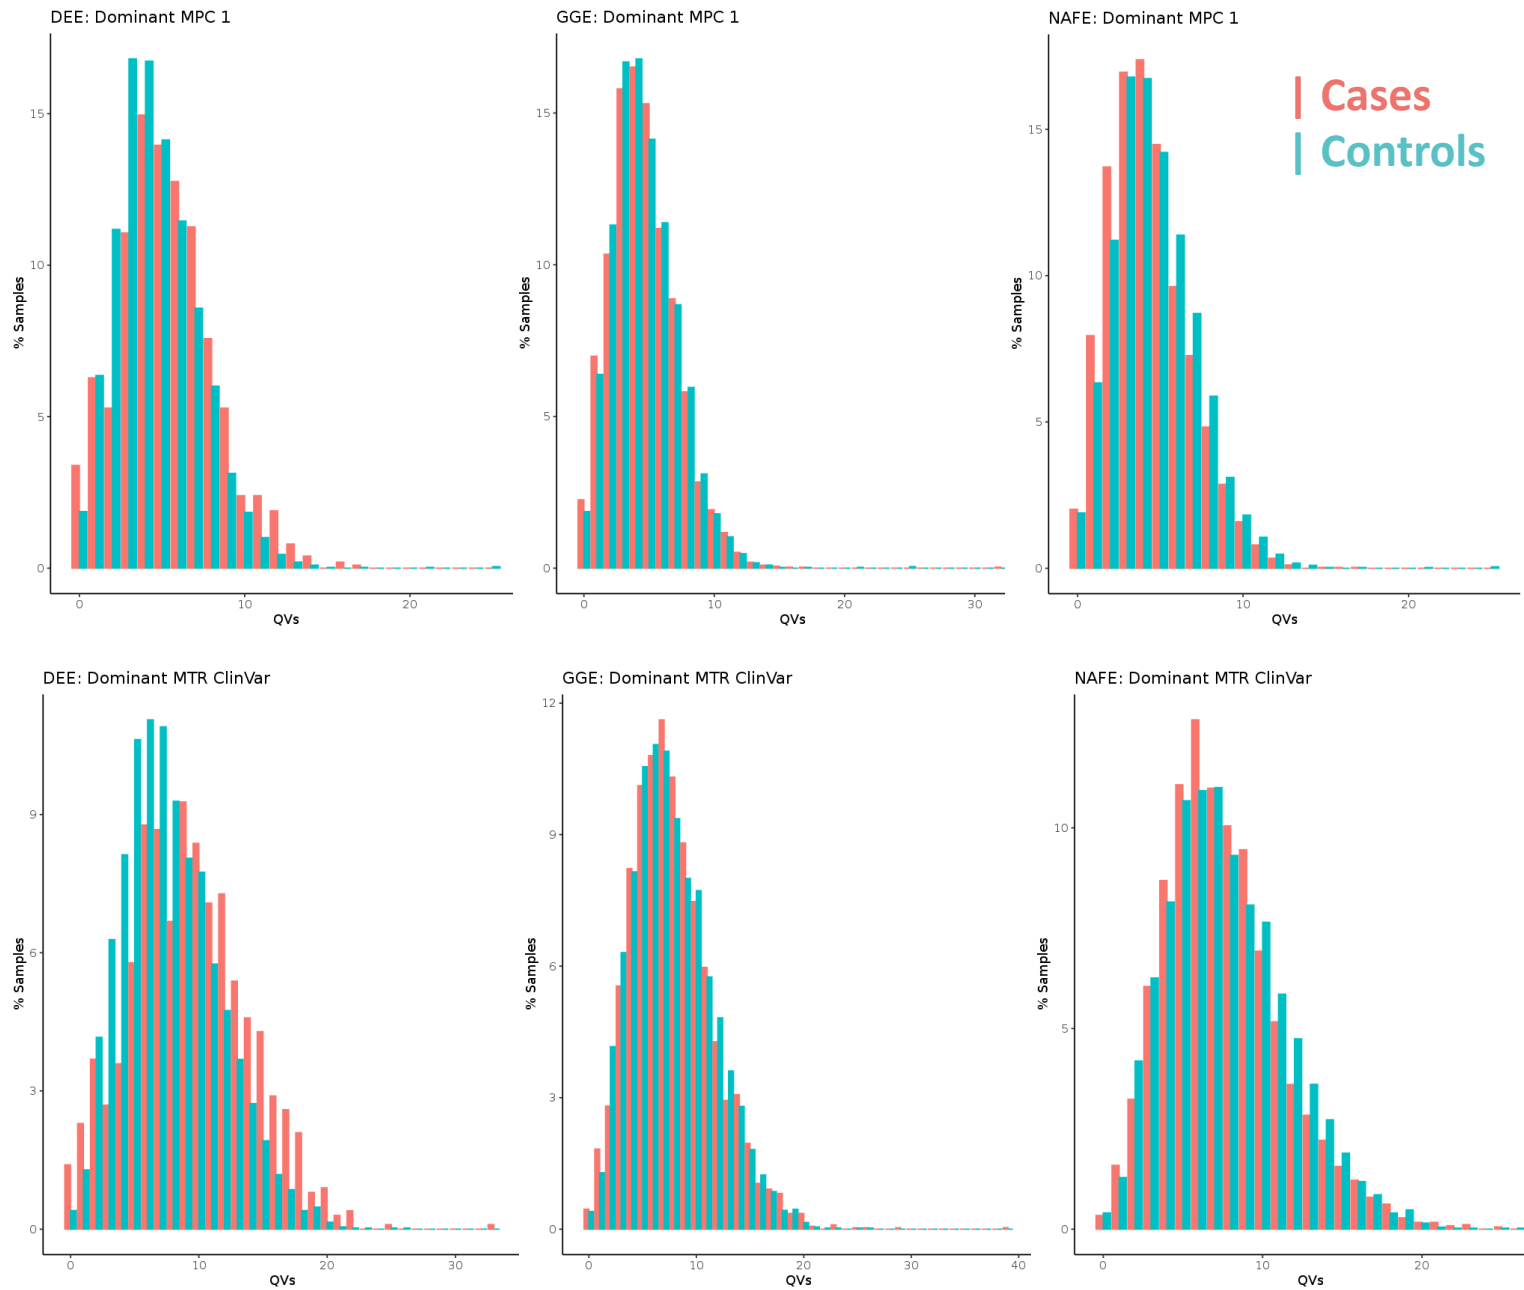 DEE: Dominant MPC 1
GGE: Dominant MPC 1
NAFE: Dominant MPC 1
Cases
Controls
% Samples
15
10
5
0
0
10
20
QVs
% Samples
15
10
5
0
0
10
20
30
QVs
% Samples
15
10
5
0
0
10
20
QVs
DEE: Dominant MTR ClinVar
GGE: Dominant MTR ClinVar
NAFE: Dominant MTR ClinVar
% Samples
9
6
3
0
0
10
20
30
QVs
% Samples
12
9
6
3
0
0
10
20
30
40
QVs
% Samples
10
5
0
0
10
20
QVs